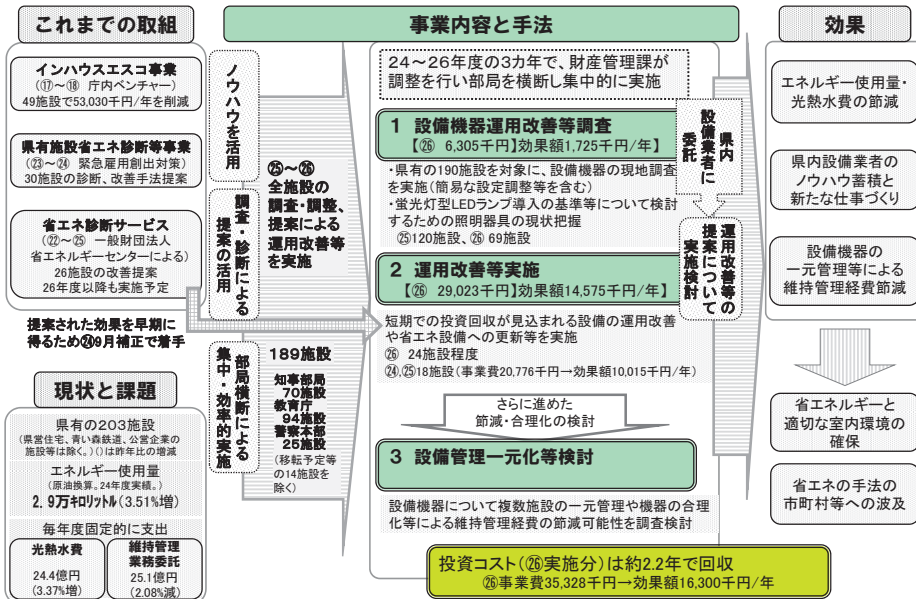 これまでの取組
インハウスエスコ事業
(⑰～⑱ 庁内ベンチャー)
49施設で53,030千円/年を削減
県有施設省エネ診断等事業
(㉓～㉔ 緊急雇用創出対策)
30施設の診断、改善手法提案
省エネ診断サービス
(㉒～㉕ 一般財団法人
省エネルギーセンターによる)
26施設の改善提案
26年度以降も実施予定
提案された効果を早期に
得るため㉔9月補正で着手
現状と課題
県有の203施設
(県営住宅、青い森鉄道、公営企業の
施設等は除く。)()は昨年比の増減
エネルギー使用量
(原油換算。24年度実績。)
2.9万キロリットル(3.51%増)
毎年度固定的に支出
光熱水費
24.4億円
(3.37%増)
維持管理
業務委託
25.1億円
(2.08%減)
ノウハウを活用
調査・診断による
提案の活用
部局横断による
集中・効率的実施
㉕～㉖
全施設の
調査・調整、
提案による
運用改善等
を実施
189施設
知事部局
70施設
教育庁
94施設
警察本部
25施設
(移転予定等
の14施設を
除く)
事業内容と手法
24～26年度の3カ年で、財産管理課が
調整を行い部局を横断し集中的に実施
1 設備機器運用改善等調査
【㉖ 6,305千円】効果額1,725千円/年】
・県有の190施設を対象に、設備機器の現地調査
を実施(簡易な設定調整等を含む)
・蛍光灯型LEDランプ導入の基準等について検討
するための照明器具の現状把握
㉕120施設、㉖ 69施設
2 運用改善等実施
【㉖ 29,023千円】効果額14,575千円/年】
短期での投資回収が見込まれる設備の運用改善
や省エネ設備への更新等を実施
㉖ 24施設程度
㉔,㉕18施設(事業費20,776千円→効果額10,015千円/年)
さらに進めた
節減・合理化の検討
3 設備管理一元化等検討
設備機器について複数施設の一元管理や機器の合理
化等による維持管理経費の節減可能性を調査検討
投資コスト(㉖実施分)は約2.2年で回収
㉖事業費35,328千円→効果額16,300千円/年
県内
設備業者に
委託
運用改善等の
提案について
実施検討
効果
エネルギー使用量・
光熱水費の節減
県内設備業者の
ノウハウ蓄積と
新たな仕事づくり
設備機器の
一元管理等による
維持管理経費節減
省エネルギーと
適切な室内環境の
確保
省エネの手法の
市町村等への波及